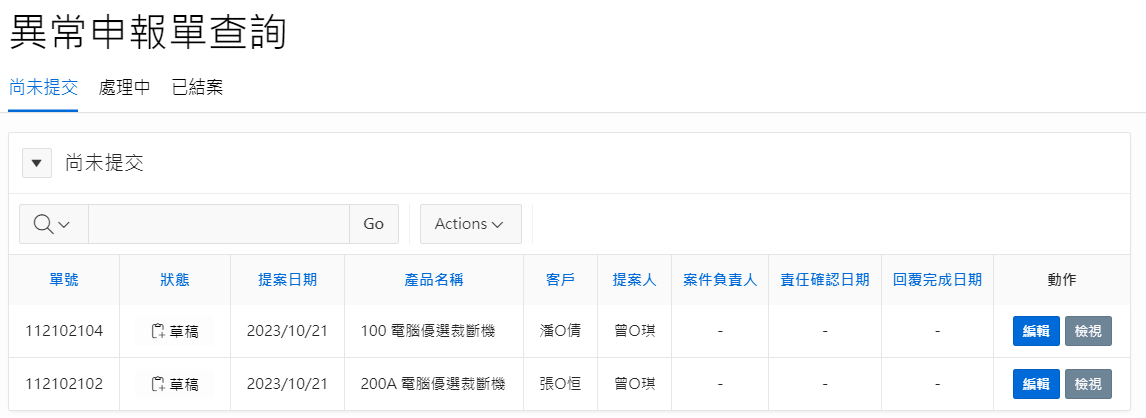 異常申報單查詢
尚未提交 處理中 已結案
尚未提交
Go Actions
單號 狀態 提案日期 產品名稱 客戶 提案人 案件負責人 責任確認日期 回覆完成日期 動作
112102104 草稿 2023/10/21 100 電腦優選裁斷機 潘O倩 曾O琪 - - - 編輯 檢視
112102102 草稿 2023/10/21 200A 電腦優選裁斷機 張O恒 曾O琪 - - - 編輯 檢視